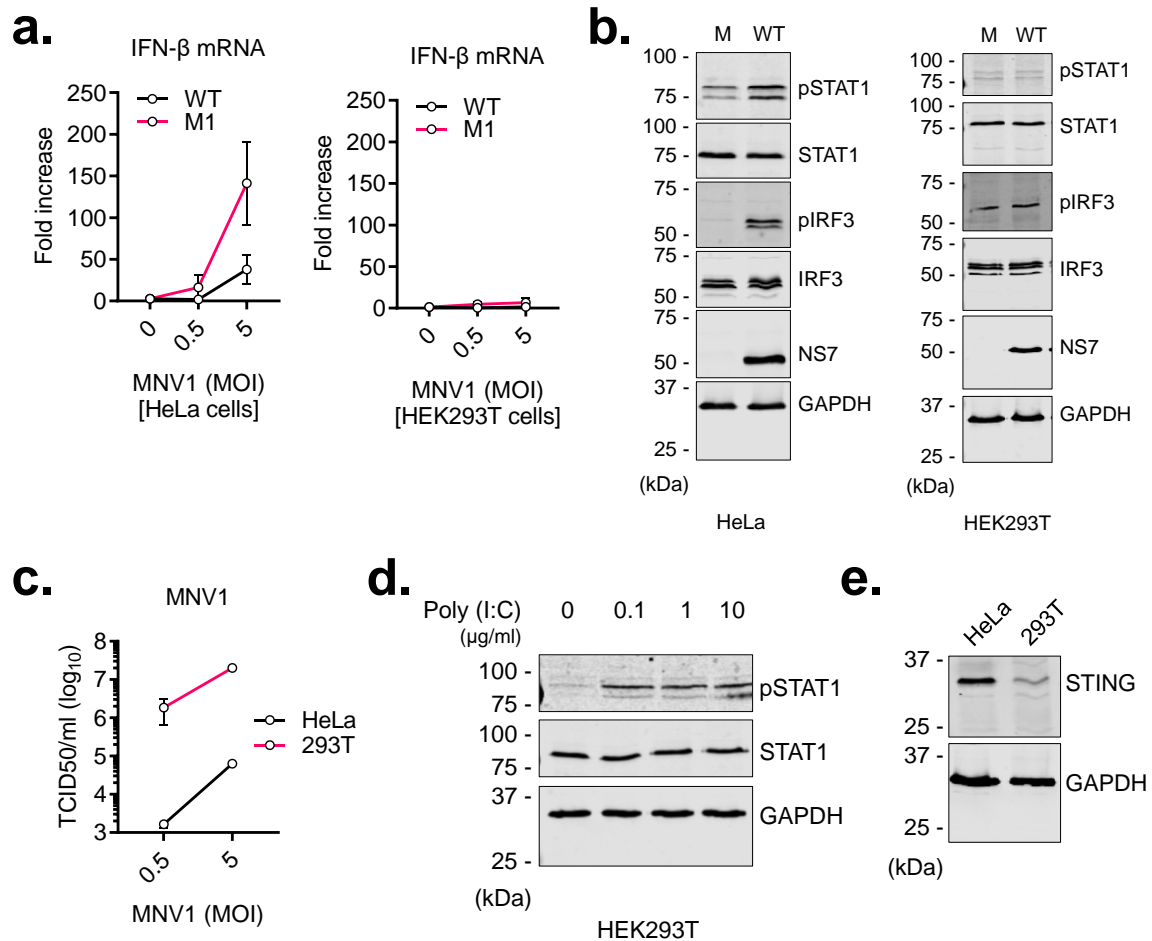 a.
IFN-β mRNA
WT
M1
Fold increase
250
200
150
100
50
0
0
0.5
5
MNV1 (MOI)
[HeLa cells]
IFN-β mRNA
WT
M1
Fold increase
250
200
150
100
50
0
0
0.5
5
MNV1 (MOI)
[HEK293T cells]
b.
M WT
100 -
75 -
pSTAT1
100 -
75 -
STAT1
75 -
50 -
pIRF3
75 -
50 -
IRF3
75 -
50 -
NS7
37 -
25 -
GAPDH
(kDa)
HeLa
M WT
100 -
75 -
pSTAT1
100 -
75 -
STAT1
75 -
50 -
pIRF3
75 -
50 -
IRF3
75 -
50 -
NS7
37 -
25 -
GAPDH
(kDa)
HEK293T
c.
MNV1
TCID50/ml (log10)
8
7
6
5
4
3
HeLa
293T
0.5
5
MNV1 (MOI)
d.
Poly (I:C) 0 0.1 1 10
(µg/ml)
100 -
75 -
pSTAT1
100 -
75 -
STAT1
37 -
25 -
GAPDH
(kDa)
HEK293T
e.
HeLa 293T
37 -
25 -
STING
37 -
25 -
GAPDH
(kDa)